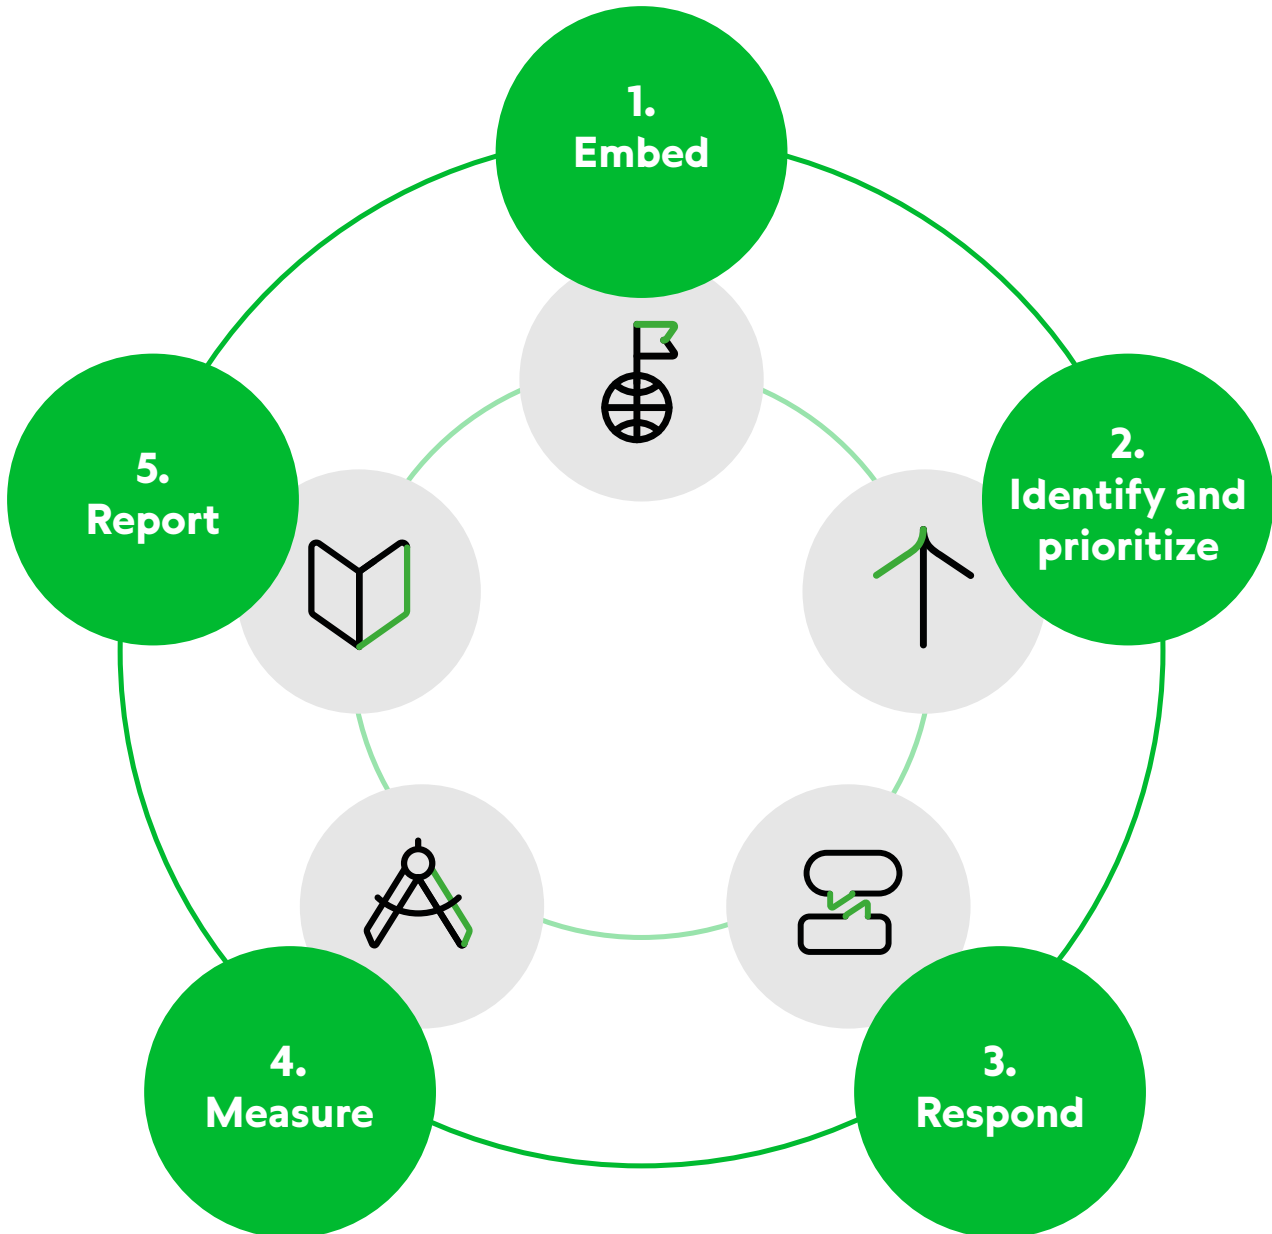 1.
Embed
2.
Identify and
prioritize
3.
Respond
4.
Measure
5.
Report